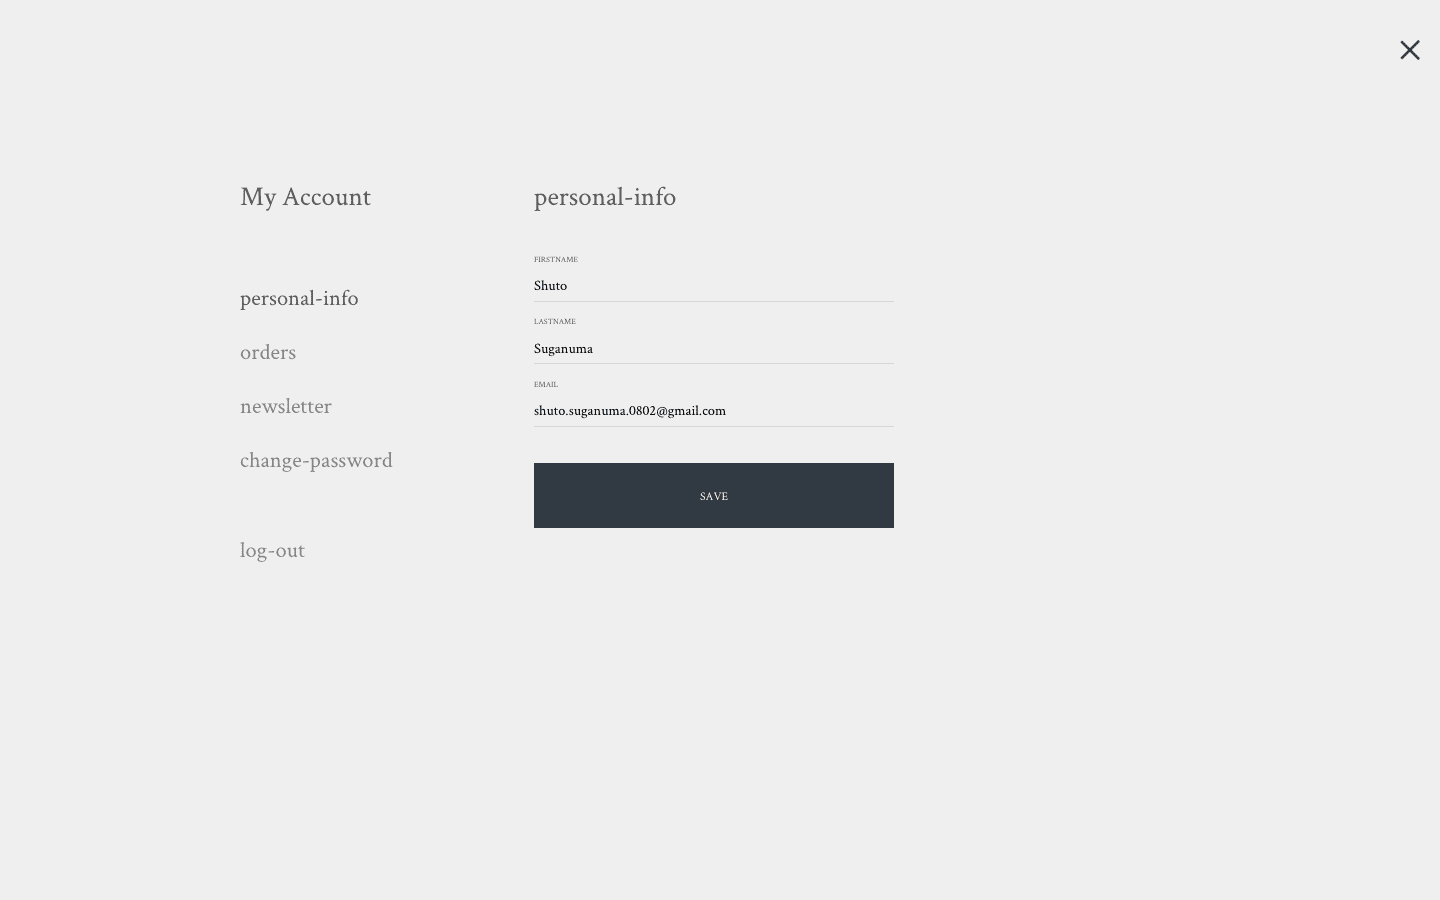 My Account
personal-info
orders
newsletter
change-password
log-out
personal-info
FIRSTNAME
Shuto
LASTNAME
Suganuma
EMAIL
shuto.suganuma.0802@gmail.com
SAVE